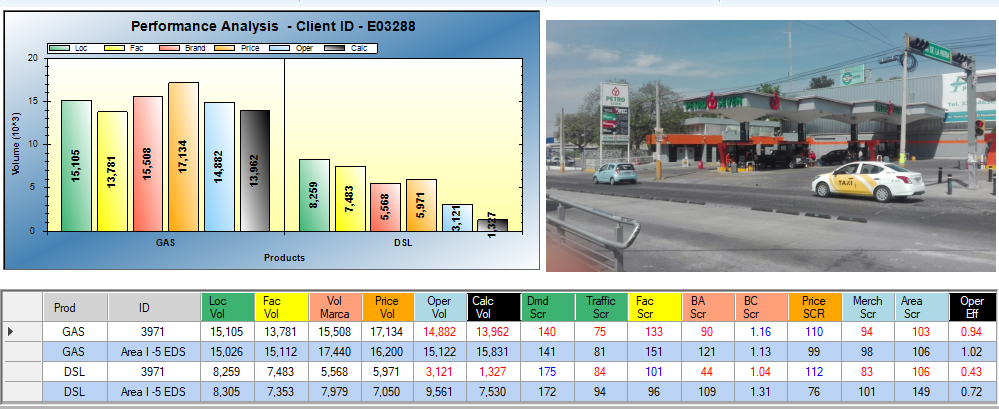 Performance Analysis - Client ID - E03288
Loc Fac Brand Price Oper Calc
Volume (10^3)
20
15
10
5
0
15,105 13,781 15,508 17,134 14,882 13,962
8,259 7,483 5,568 5,971 3,121 1,327
GAS DSL
Products
PETRO
PETRO SEVEN
TAXI
Prod ID Loc Vol Fac Vol Vol Marca Price Vol Oper Vol Calc Vol Dmd Scr Traffic Scr Fac Scr BA Scr BC Scr Price SCR Merch Scr Area Scr Oper Eff
GAS 3971 15,105 13,781 15,508 17,134 14,882 13,962 140 75 133 90 1.16 110 94 103 0.94
GAS Area I -5 EDS 15,026 15,112 17,440 16,200 15,122 15,831 141 81 151 121 1.13 99 98 106 1.02
DSL 3971 8,259 7,483 5,568 5,971 3,121 1,327 175 84 101 44 1.04 112 83 106 0.43
DSL Area I -5 EDS 8,305 7,353 7,979 7,050 9,561 7,530 172 94 96 109 1.31 76 101 149 0.72